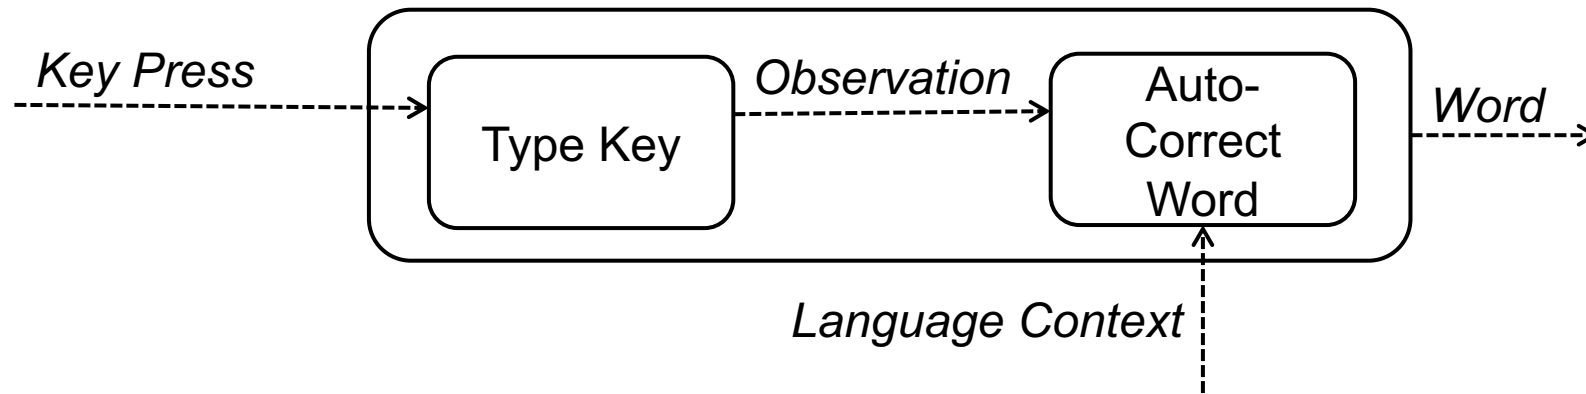 Key Press
Type Key
Observation
Auto-
Correct
Word
Word
Language Context